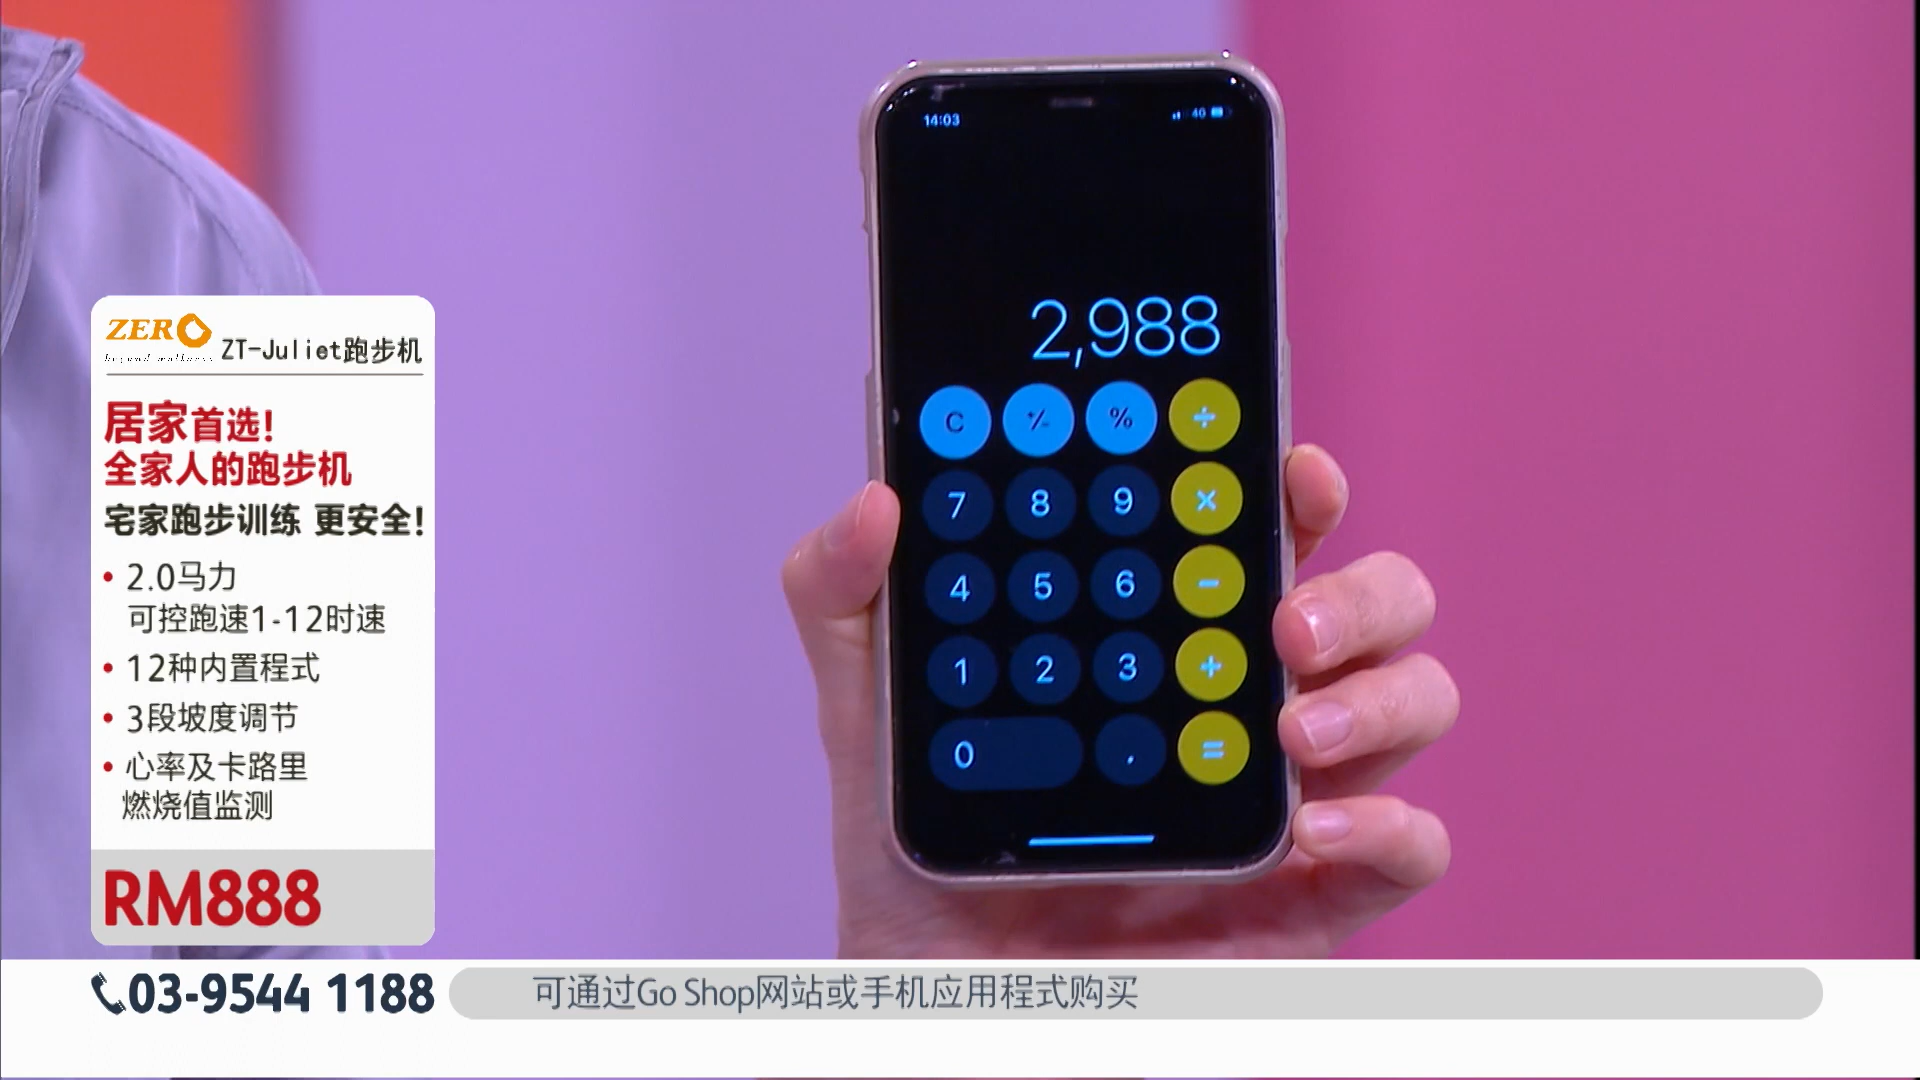 ZERO
ZT-Juliet跑步机
居家首选!
全家人的跑步机
宅家跑步训练 更安全!
• 2.0马力
可控跑速1-12时速
• 12种内置程式
• 3段坡度调节
• 心率及卡路里
燃烧值监测
RM888
03-9544 1188
可通过Go Shop网站或手机应用程式购买
14:03
2,988
C +/- % ÷
7 8 9 ×
4 5 6 −
1 2 3 +
0 . =